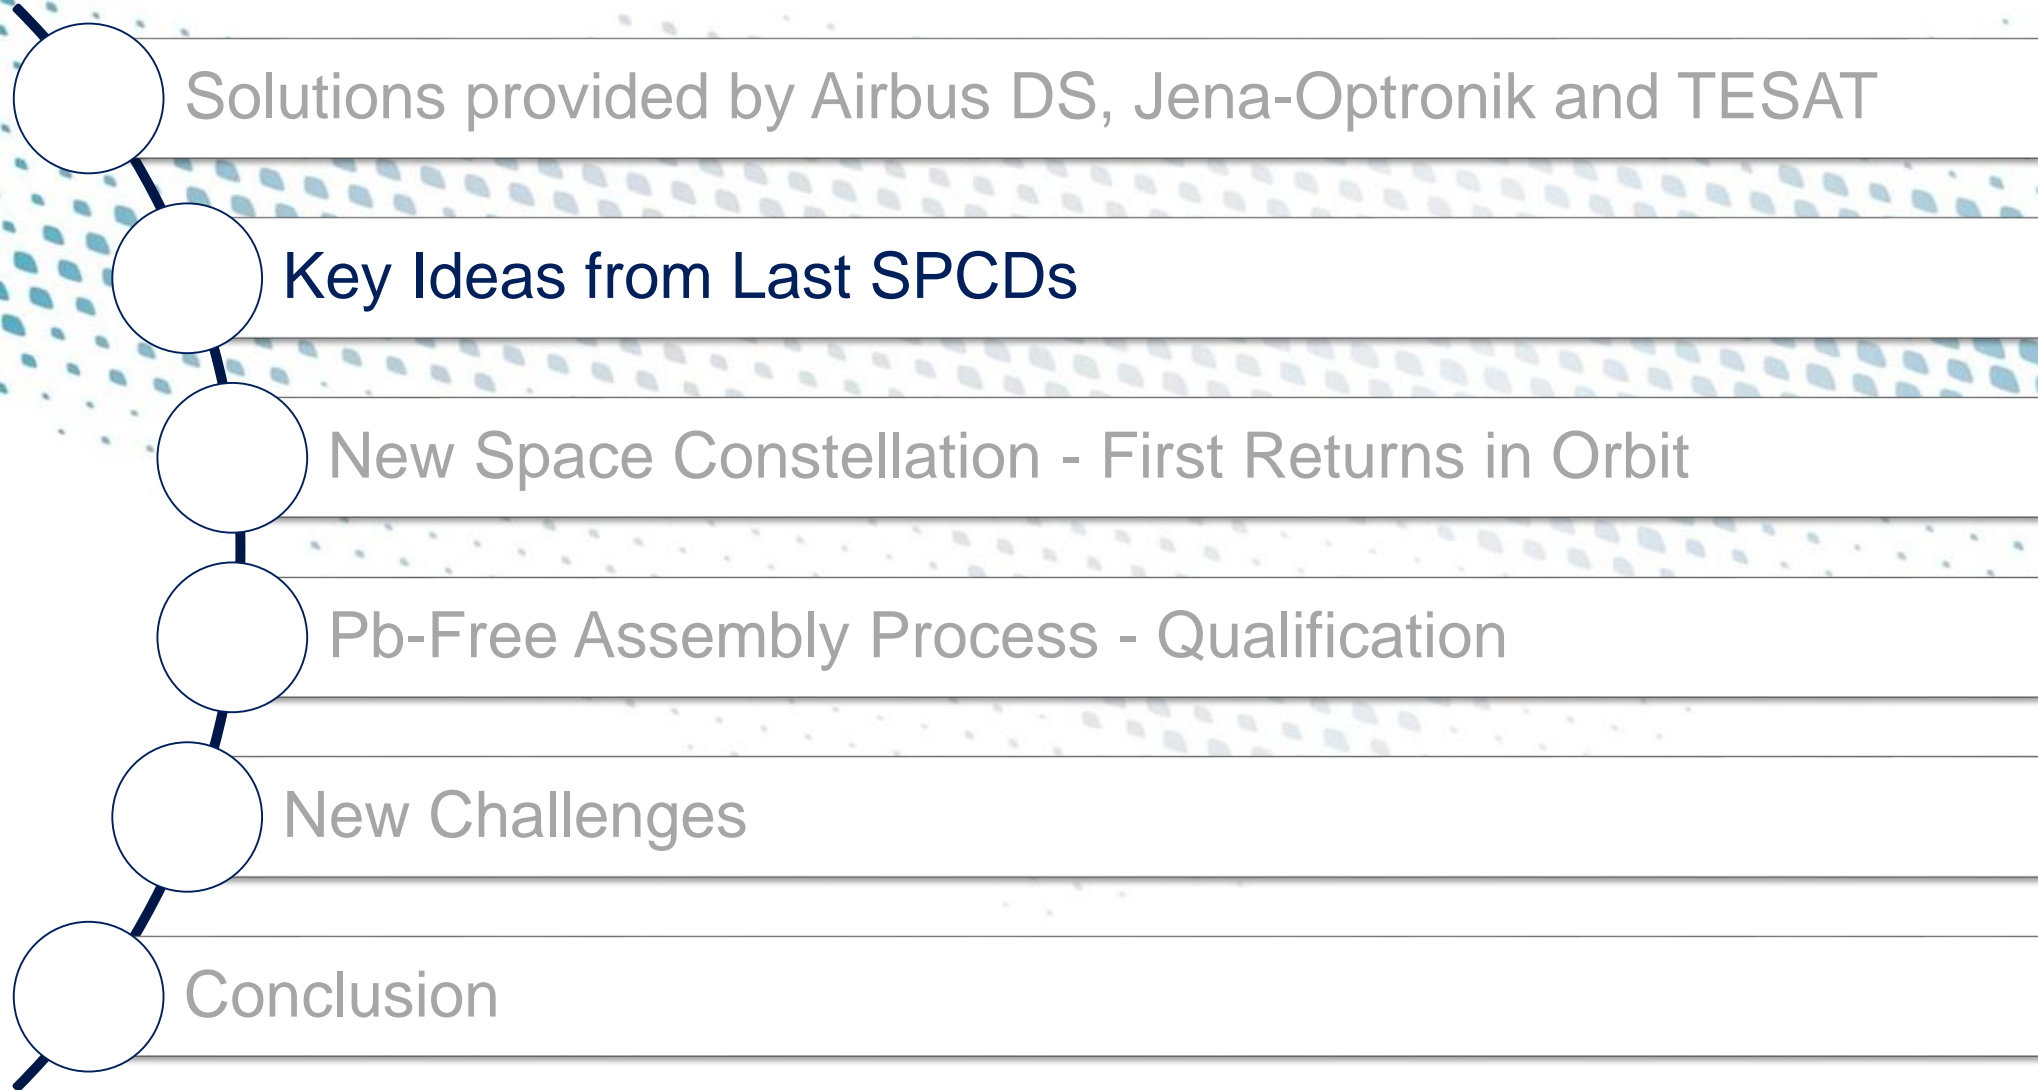 Solutions provided by Airbus DS, Jena-Optronik and TESAT
Key Ideas from Last SPCDs
New Space Constellation - First Returns in Orbit
Pb-Free Assembly Process - Qualification
New Challenges
Conclusion